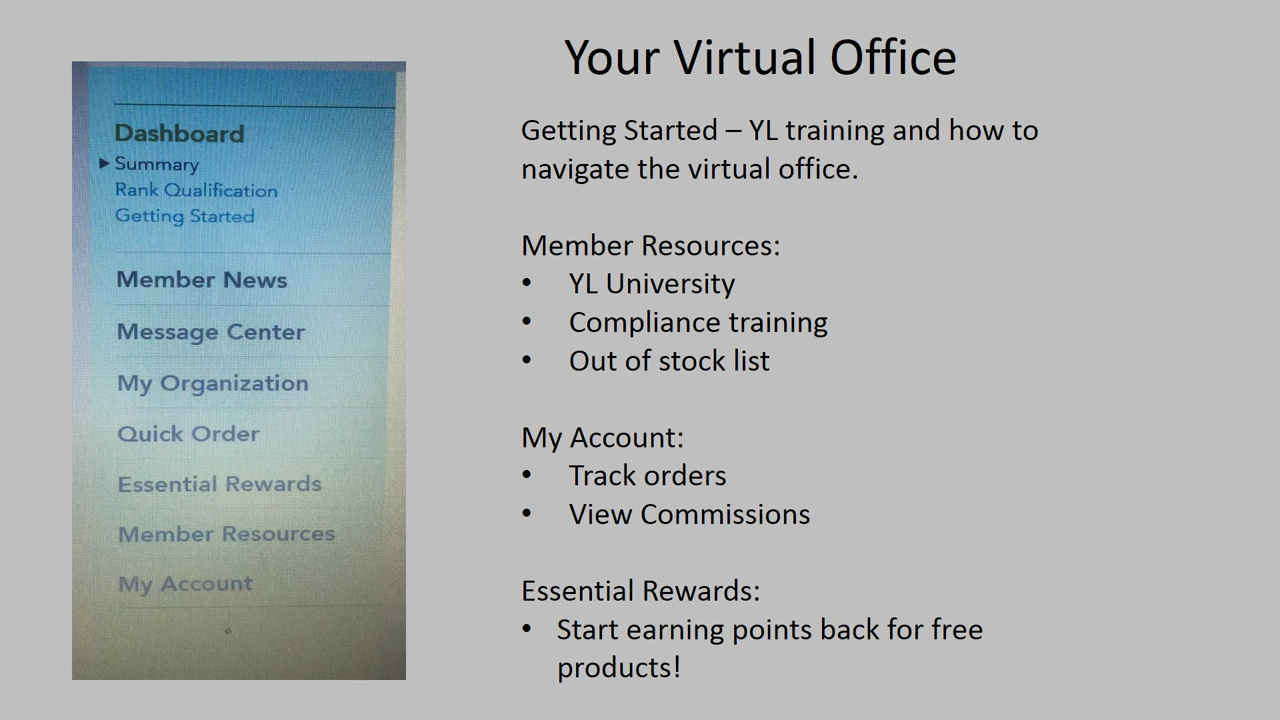 Your Virtual Office
Dashboard
Summary
Rank Qualification
Getting Started
Member News
Message Center
My Organization
Quick Order
Essential Rewards
Member Resources
My Account
Getting Started – YL training and how to
navigate the virtual office.
Member Resources:
• YL University
• Compliance training
• Out of stock list
My Account:
• Track orders
• View Commissions
Essential Rewards:
• Start earning points back for free
products!